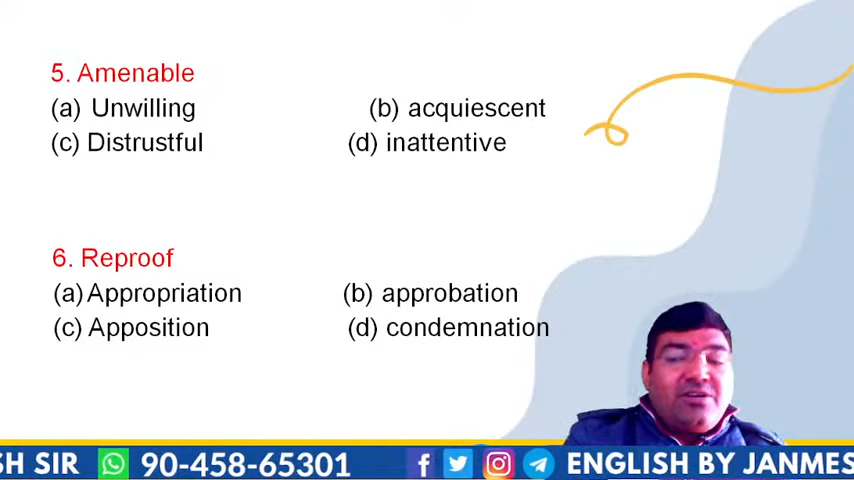 5. Amenable
(a) Unwilling (b) acquiescent
(c) Distrustful (d) inattentive
6. Reproof
(a) Appropriation (b) approbation
(c) Apposition (d) condemnation
SH SIR 90-458-65301 ENGLISH BY JANMES